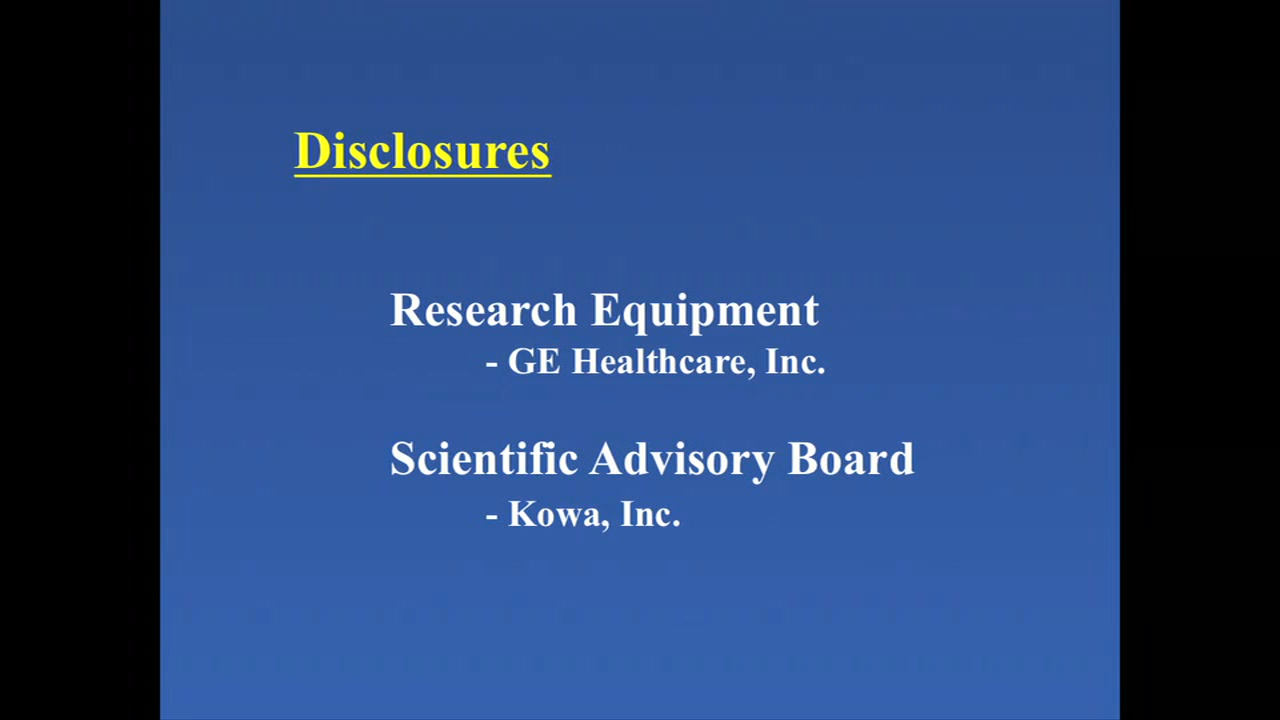 Disclosures
Research Equipment
- GE Healthcare, Inc.
Scientific Advisory Board
- Kowa, Inc.